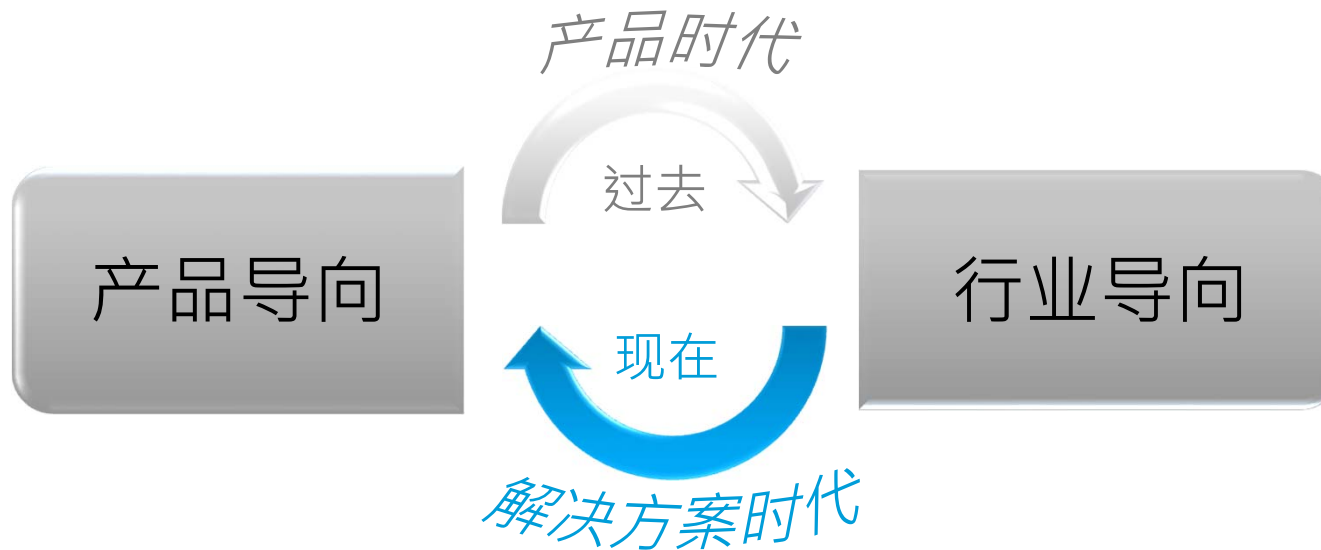 产品时代
过去
产品导向
行业导向
现在
解决方案时代